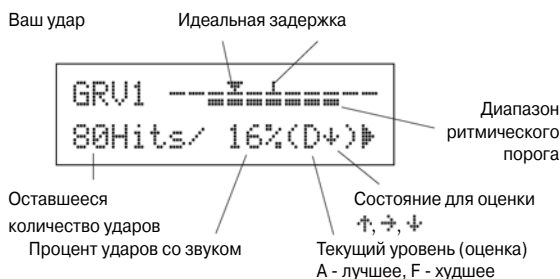 Ваш удар Идеальная задержка
GRV1
80Hits/ 16%(D↓)
Диапазон
ритмического
порога
Оставшееся
количество ударов
Процент ударов со звуком
Состояние для оценки
↑, →, ↓
Текущий уровень (оценка)
А - лучшее, F - худшее